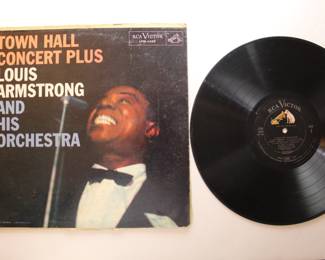 TOWN HALL
CONCERT PLUS
LOUIS
ARMSTRONG
AND
HIS
ORCHESTRA
RCA VICTOR
RCA VICTOR